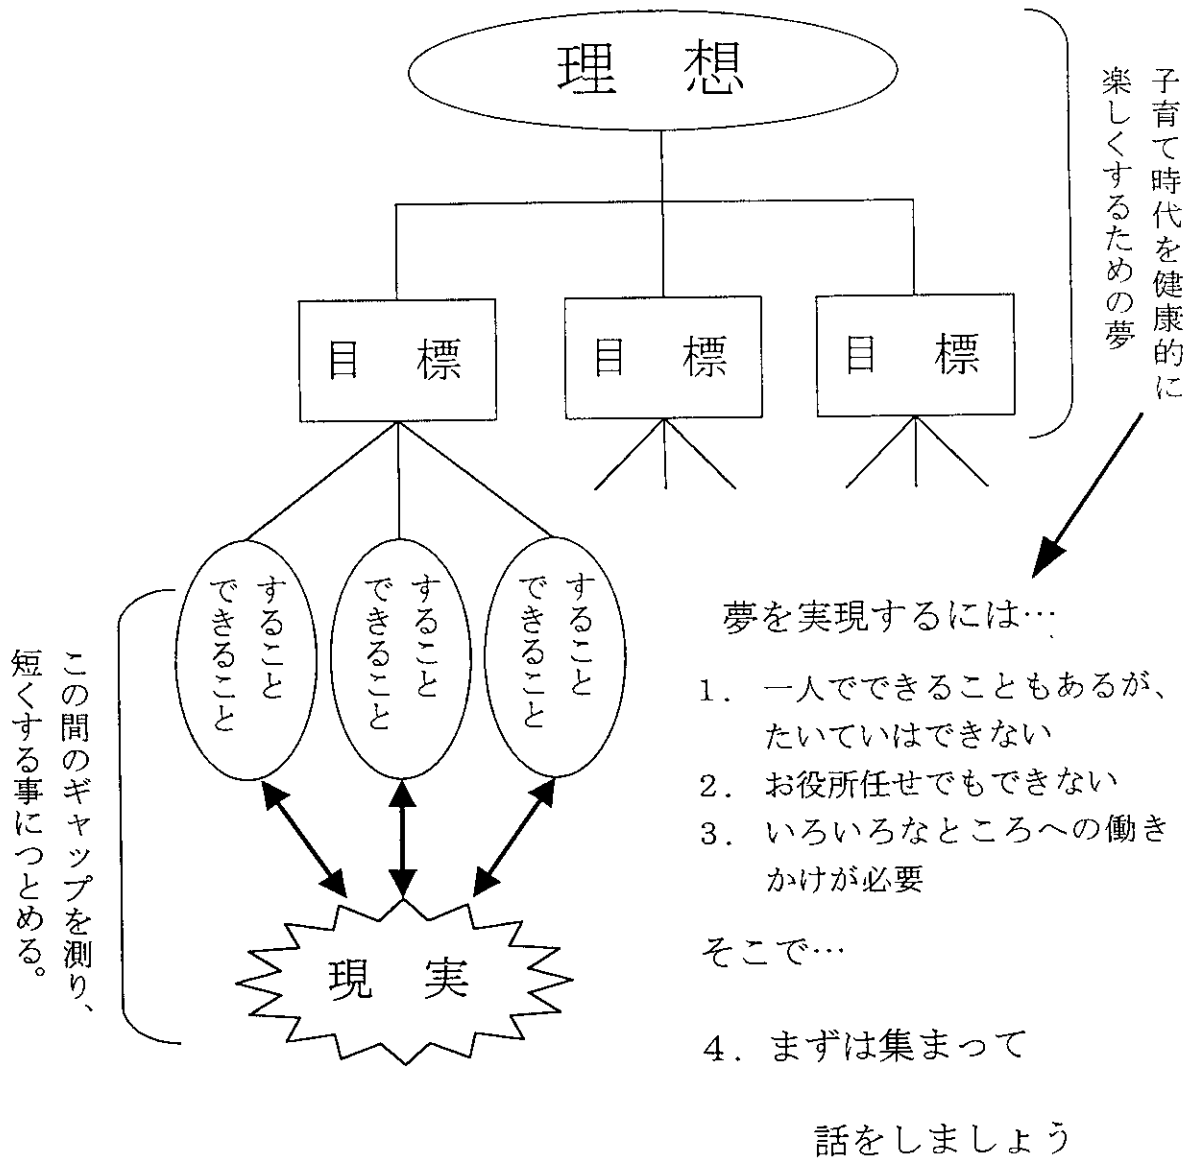 理 想
子育て時代を健康的に
楽しくするための夢
目 標
目 標
目 標
すること
できること
すること
できること
すること
できること
この間のギャップを測り、
短くする事につとめる。
現 実
夢を実現するには…
1. 一人でできることもあるが、
たいていはできない
2. お役所任せでもできない
3. いろいろなところへの働き
かけが必要
そこで…
4. まずは集まって
話をしましょう